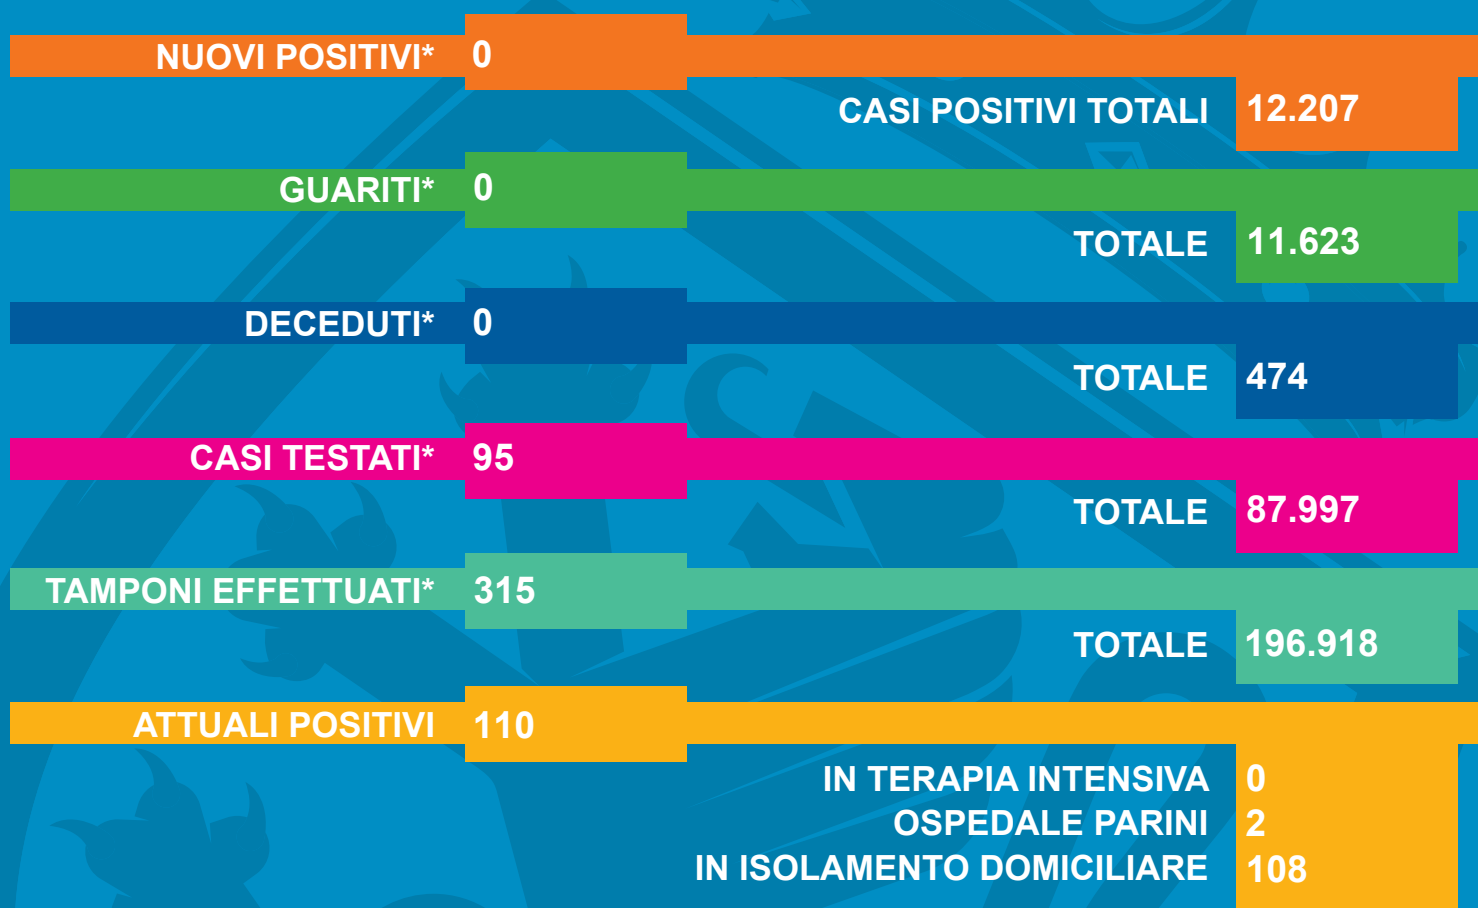 NUOVI POSITIVI* 0
CASI POSITIVI TOTALI 12.207
GUARITI* 0
TOTALE 11.623
DECEDUTI* 0
TOTALE 474
CASI TESTATI* 95
TOTALE 87.997
TAMPONI EFFETTUATI* 315
TOTALE 196.918
ATTUALI POSITIVI 110
IN TERAPIA INTENSIVA 0
OSPEDALE PARINI 2
IN ISOLAMENTO DOMICILIARE 108